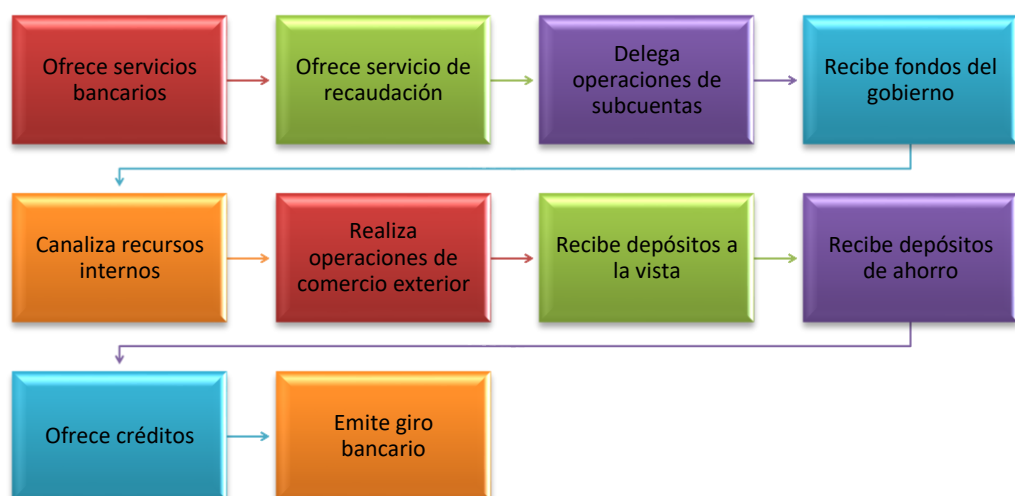 Ofrece servicios
bancarios
Ofrece servicio de
recaudación
Delega
operaciones de
subcuentas
Recibe fondos del
gobierno
Canaliza recursos
internos
Realiza
operaciones de
comercio exterior
Recibe depósitos a
la vista
Recibe depósitos
de ahorro
Ofrece créditos
Emite giro
bancario